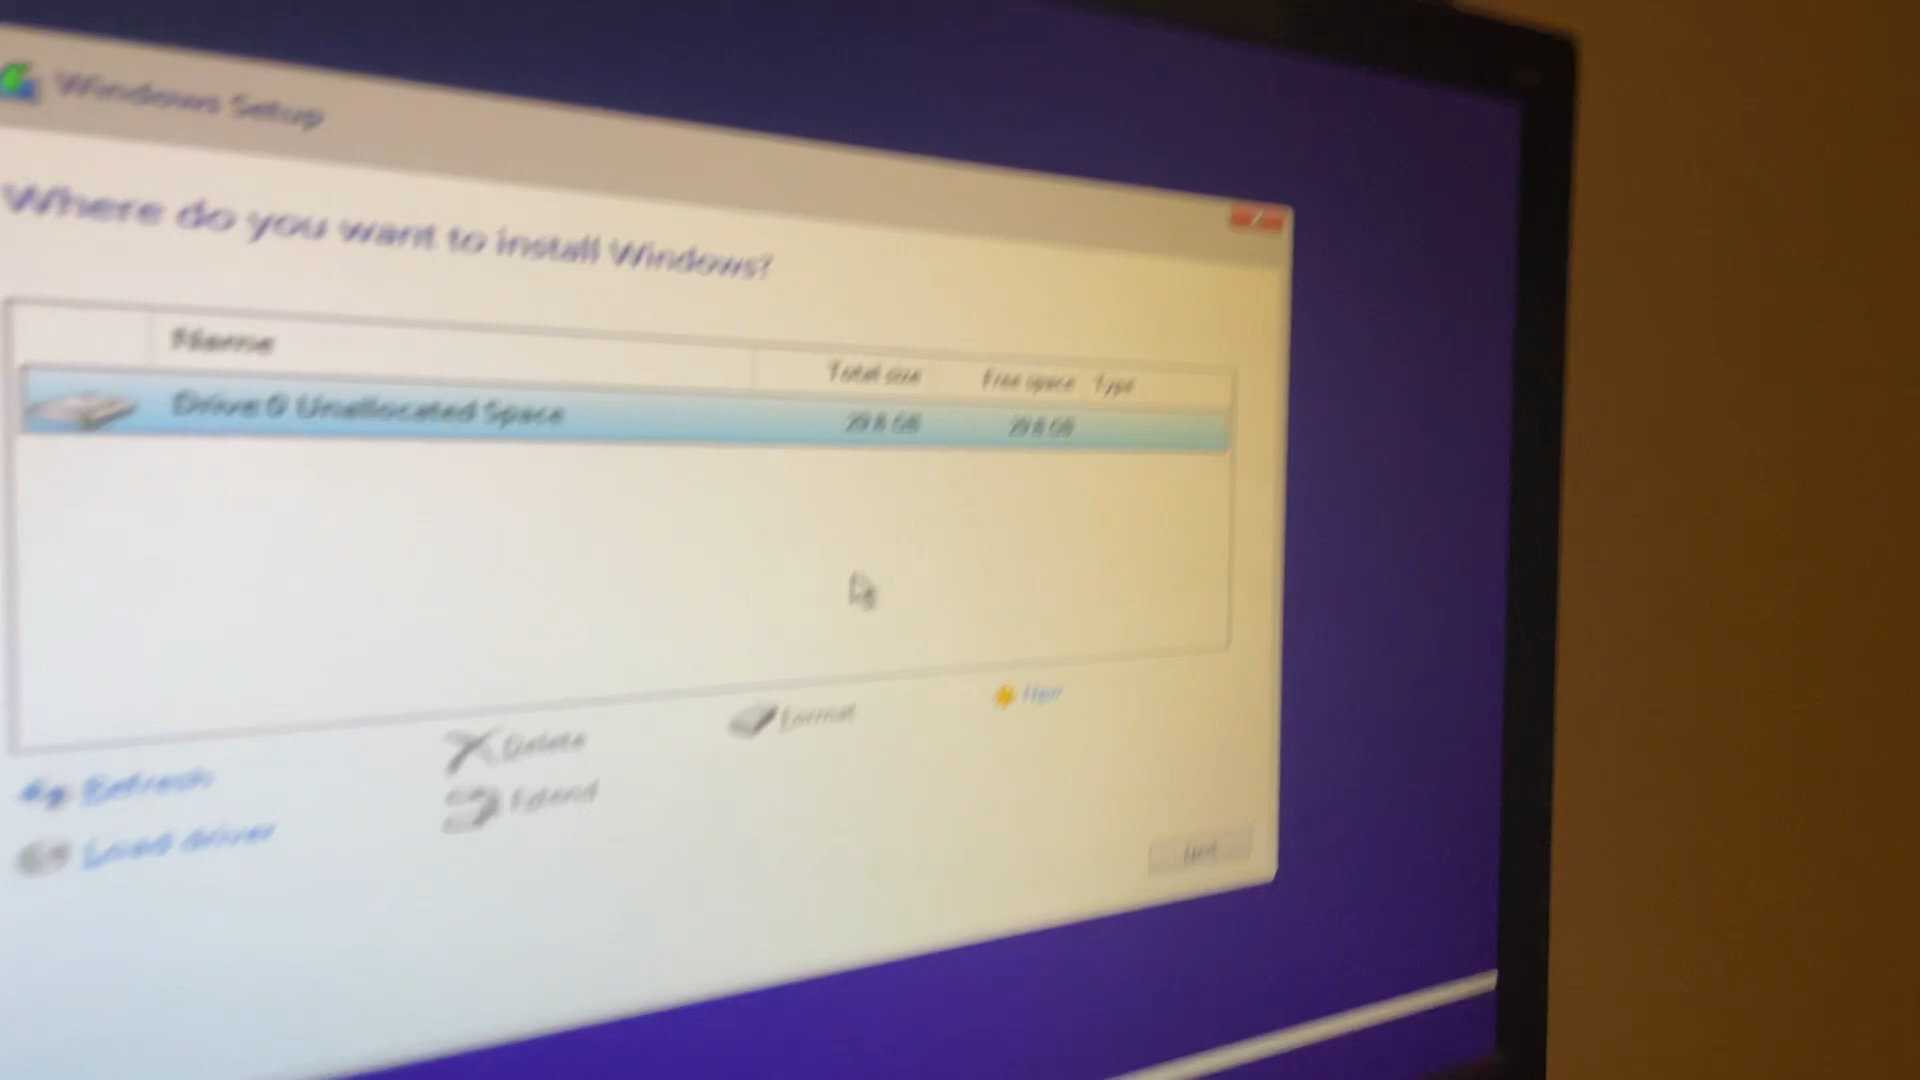 Windows Setup
Where do you want to install Windows?
Name Total size Free space Type
Drive 0 Unallocated Space 29.8 GB 29.8 GB
Refresh Delete Format New
Load driver Extend
Next